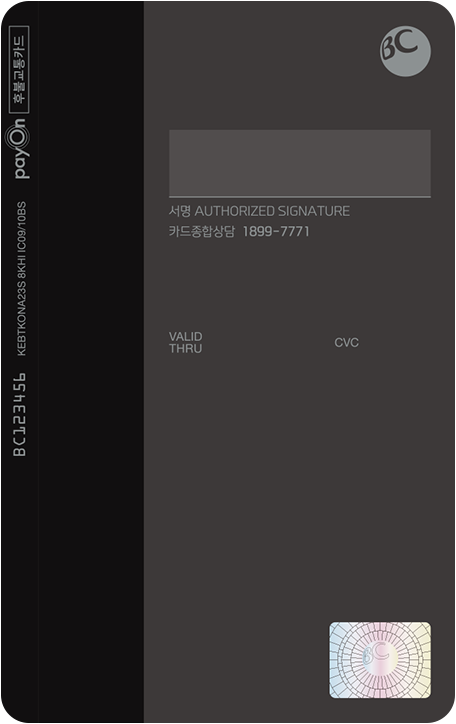 후불교통카드
payOn
KEBTKONA23S 8KHI IC09/10BS
BC123456
BC
서명 AUTHORIZED SIGNATURE
카드종합상담 1899-7771
VALID
THRU
CVC
BC